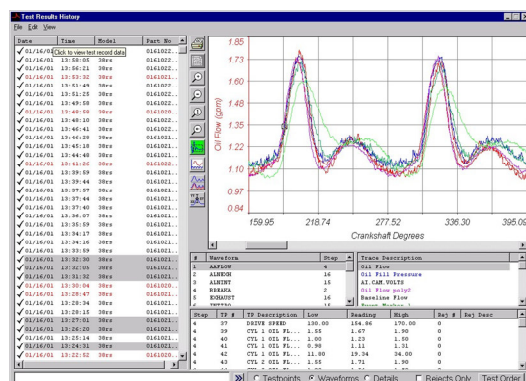 Test Results History
File Edit View
Date Time Model Part No
01/16/01 Click to view test record data 0161022..
01/16/01 13:58:05 38rs 0161022..
01/16/01 13:56:21 38rs 0161022..
01/16/01 13:53:32 38rs 0161021..
01/16/01 13:51:25 38rs 0161022..
01/16/01 13:49:58 38rs 0161022..
01/16/01 13:48:10 38rs 0161022..
01/16/01 13:46:41 38rs 0161022..
01/16/01 13:45:18 38rs 0161021..
01/16/01 13:44:48 38rs 0161021..
01/16/01 13:39:59 38rs 0161021..
01/16/01 13:39:44 38rs 0161021..
01/16/01 13:37:44 38rs 0161021..
01/16/01 13:37:40 38rs 0161021..
01/16/01 13:35:59 38rs 0161021..
01/16/01 13:34:17 38rs 0161021..
01/16/01 13:33:59 38rs 0161021..
01/16/01 13:32:30 38rs 0161021..
01/16/01 13:32:05 38rs 0161021..
01/16/01 13:31:32 38rs 0161021..
01/16/01 13:30:04 38rs 0161020..
01/16/01 13:28:47 38rs 0161021..
01/16/01 13:28:34 38rs 0161021..
01/16/01 13:28:15 38rs 0161021..
01/16/01 13:27:01 38rs 0161021..
01/16/01 13:26:20 38rs 0161021..
01/16/01 13:25:14 38rs 0161021..
01/16/01 13:24:31 38rs 0161021..
01/16/01 13:22:52 38rs 0161020..
Oil Flow (gpm)
1.85
1.73
1.60
1.48
1.35
1.22
1.10
0.97
0.84
159.95 218.74 277.52 336.30 395.09
Crankshaft Degrees
# Waveform Step Trace Description
1 AAFLOW 4 Oil Flow
2 ALNHGH 16 Oil Fill Pressure
3 ALNINT 15 AI.CAM.VOLTS
4 BREAKA 2 Oil Flow poly2
5 EXHAUST 16 Baseline Flow
Step TP # TP Description Low Reading High Rej # Rej Desc
4 37 DRIVE SPEED 130.00 154.86 170.00 0
4 39 CYL 1 OIL FL... 1.55 1.67 1.90 0
4 40 CYL 1 OIL FL... 1.00 1.23 1.50 0
4 41 CYL 1 OIL FL... 0.90 1.11 1.31 0
4 42 CYL 1 OIL FL... 11.00 19.34 34.00 0
4 43 CYL 2 OIL FL... 1.55 1.71 1.90 0
Testpoints Waveforms Details Rejects Only Test Order